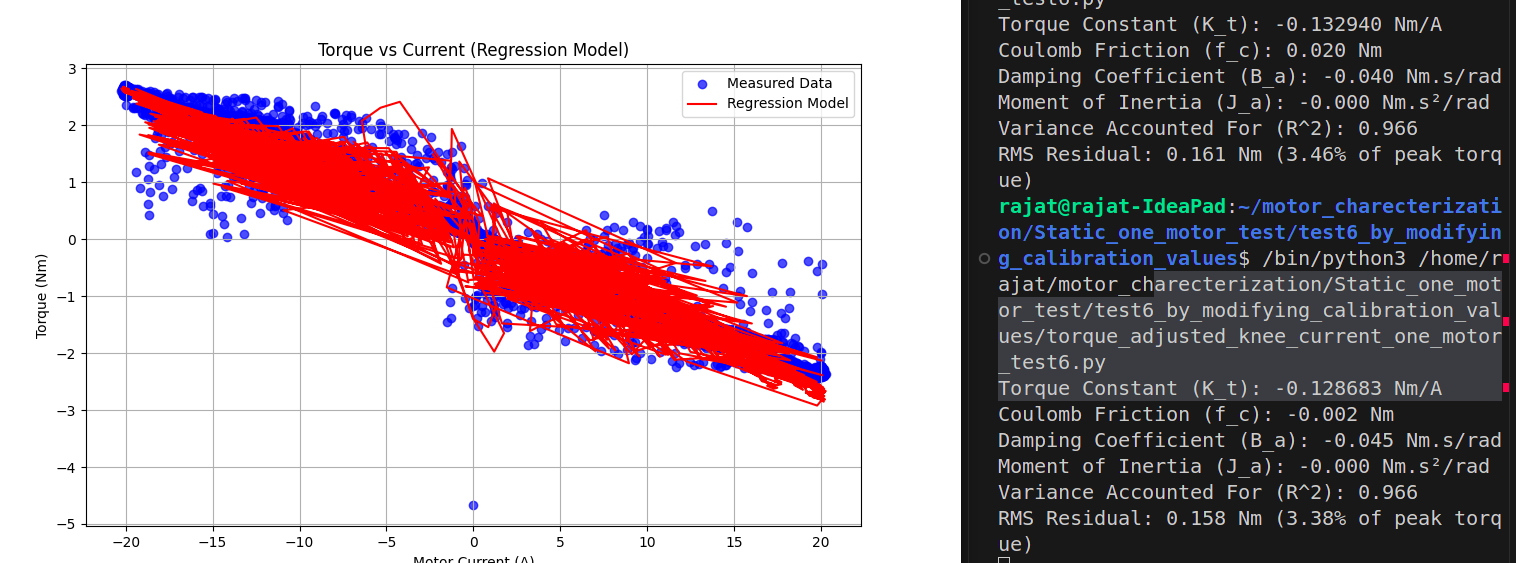 Torque vs Current (Regression Model)
3
2
1
0
−1
−2
−3
−4
−5
Torque (Nm)
Measured Data
Regression Model
−20
−15
−10
−5
0
5
10
15
20
Motor Current (A)
_test6.py
Torque Constant (K_t): -0.132940 Nm/A
Coulomb Friction (f_c): 0.020 Nm
Damping Coefficient (B_a): -0.040 Nm.s/rad
Moment of Inertia (J_a): -0.000 Nm.s²/rad
Variance Accounted For (R^2): 0.966
RMS Residual: 0.161 Nm (3.46% of peak torq
ue)
rajat@rajat-IdeaPad:~/motor_charecterizati
on/Static_one_motor_test/test6_by_modifyin
g_calibration_values$ /bin/python3 /home/r
ajat/motor_charecterization/Static_one_mot
or_test/test6_by_modifying_calibration_val
ues/torque_adjusted_knee_current_one_motor
_test6.py
Torque Constant (K_t): -0.128683 Nm/A
Coulomb Friction (f_c): -0.002 Nm
Damping Coefficient (B_a): -0.045 Nm.s/rad
Moment of Inertia (J_a): -0.000 Nm.s²/rad
Variance Accounted For (R^2): 0.966
RMS Residual: 0.158 Nm (3.38% of peak torq
ue)